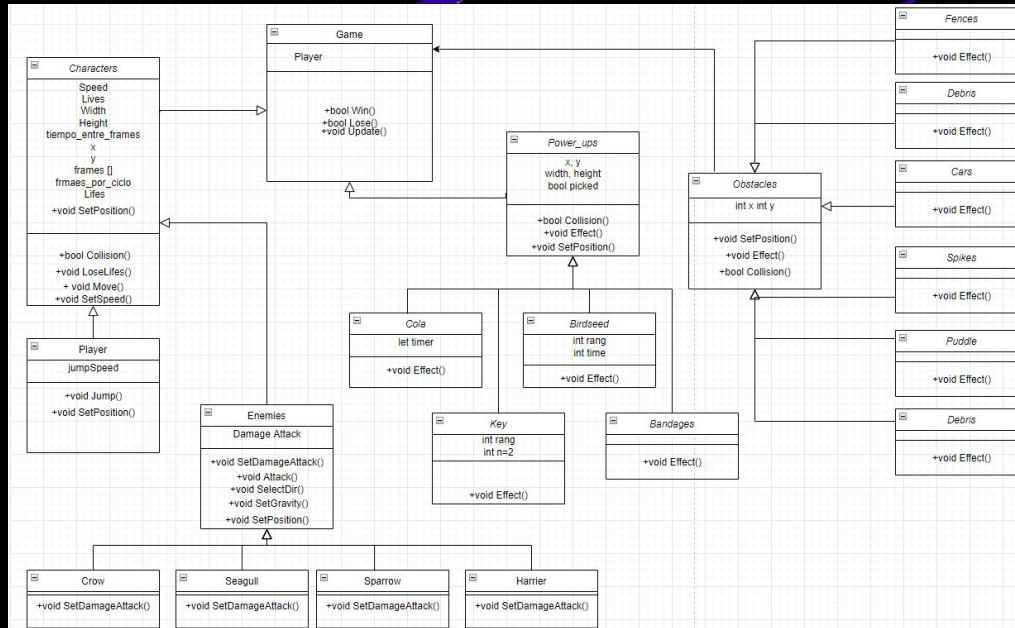 Game
Player
+bool Win()
+bool Lose()
+void Update()
Characters
Speed
Lives
Width
Height
tiempo_entre_frames
x
y
frames []
frmaes_por_ciclo
Lifes
+void SetPosition()
+bool Collision()
+void LoseLifes()
+ void Move()
+void SetSpeed()
Player
jumpSpeed
+void Jump()
+void SetPosition()
Enemies
Damage Attack
+void SetDamageAttack()
+void Attack()
+void SelectDir()
+void SetGravity()
+void SetPosition()
Crow
+void SetDamageAttack()
Seagull
+void SetDamageAttack()
Sparrow
+void SetDamageAttack()
Harrier
+void SetDamageAttack()
Power_ups
x, y
width, height
bool picked
+bool Collision()
+void Effect()
+void SetPosition()
Cola
let timer
+void Effect()
Birdseed
int rang
int time
+void Effect()
Key
int rang
int n=2
+void Effect()
Bandages
+void Effect()
Obstacles
int x int y
+void SetPosition()
+void Effect()
+bool Collision()
Fences
+void Effect()
Debris
+void Effect()
Cars
+void Effect()
Spikes
+void Effect()
Puddle
+void Effect()
Debris
+void Effect()